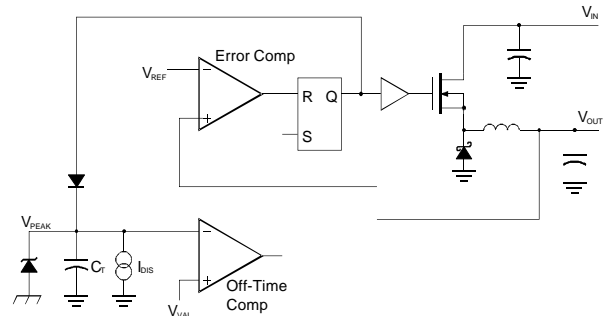 V_IN
Error Comp
V_REF
−
+
R Q
S
V_OUT
V_PEAK
C_T
I_DIS
−
+
Off-Time
Comp
V_VAL